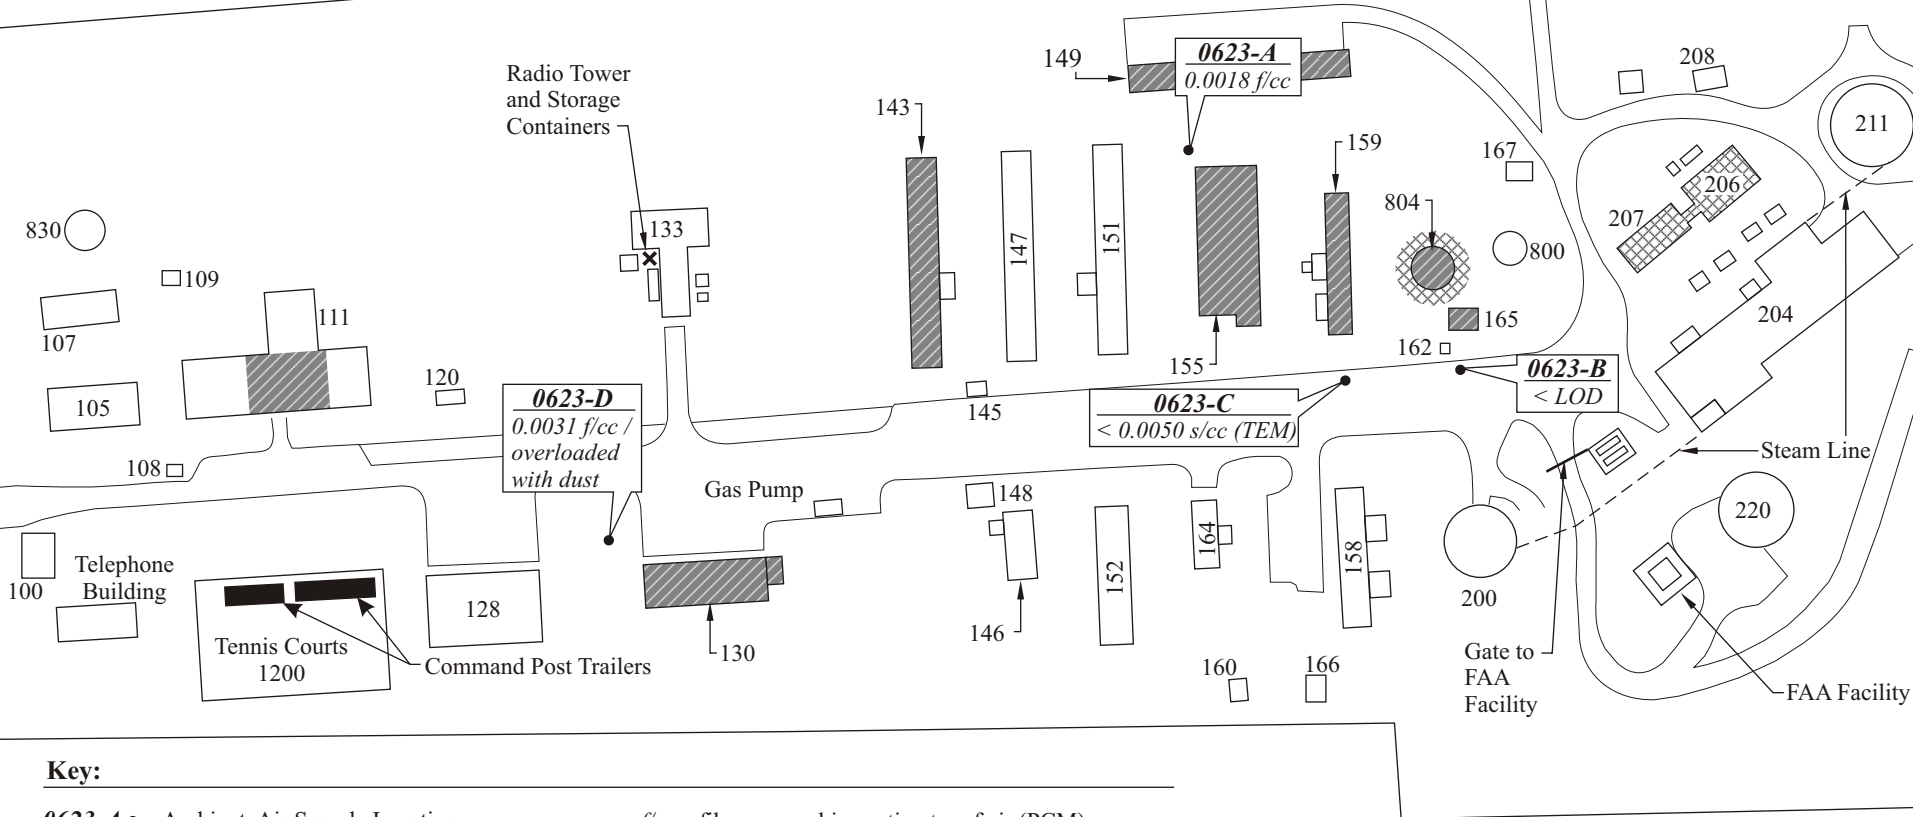 Radio Tower
and Storage
Containers
149
0623-A
0.0018 f/cc
208
211
143
159
167
206
207
830
133
804
800
147
151
109
111
107
165
204
162
155
120
105
145
0623-B
< LOD
0623-C
< 0.0050 s/cc (TEM)
0623-D
0.0031 f/cc /
overloaded
with dust
108
Gas Pump
148
Steam Line
164
220
158
152
100
Telephone
Building
128
200
146
130
Tennis Courts
1200
Command Post Trailers
160
166
Gate to
FAA
Facility
FAA Facility
Key: